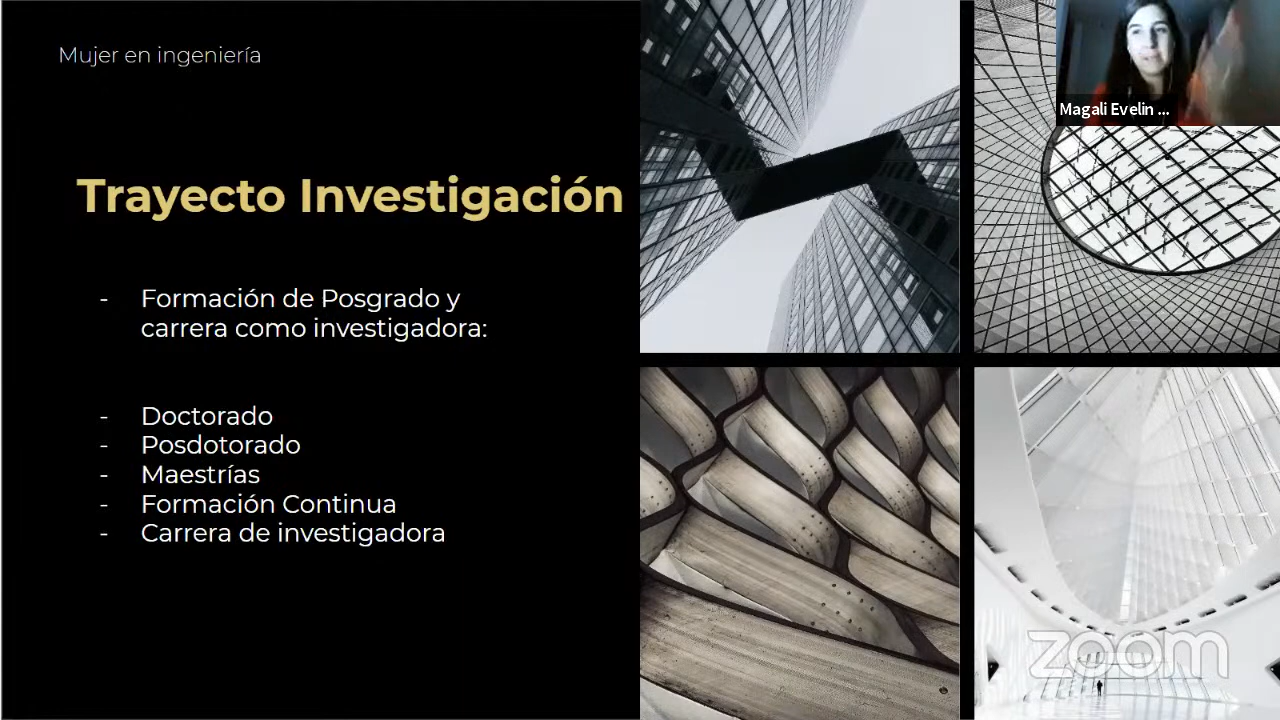 Mujer en ingeniería
Trayecto Investigación
- Formación de Posgrado y
carrera como investigadora:
- Doctorado
- Posdotorado
- Maestrías
- Formación Continua
- Carrera de investigadora
Magali Evelin ...
zoom